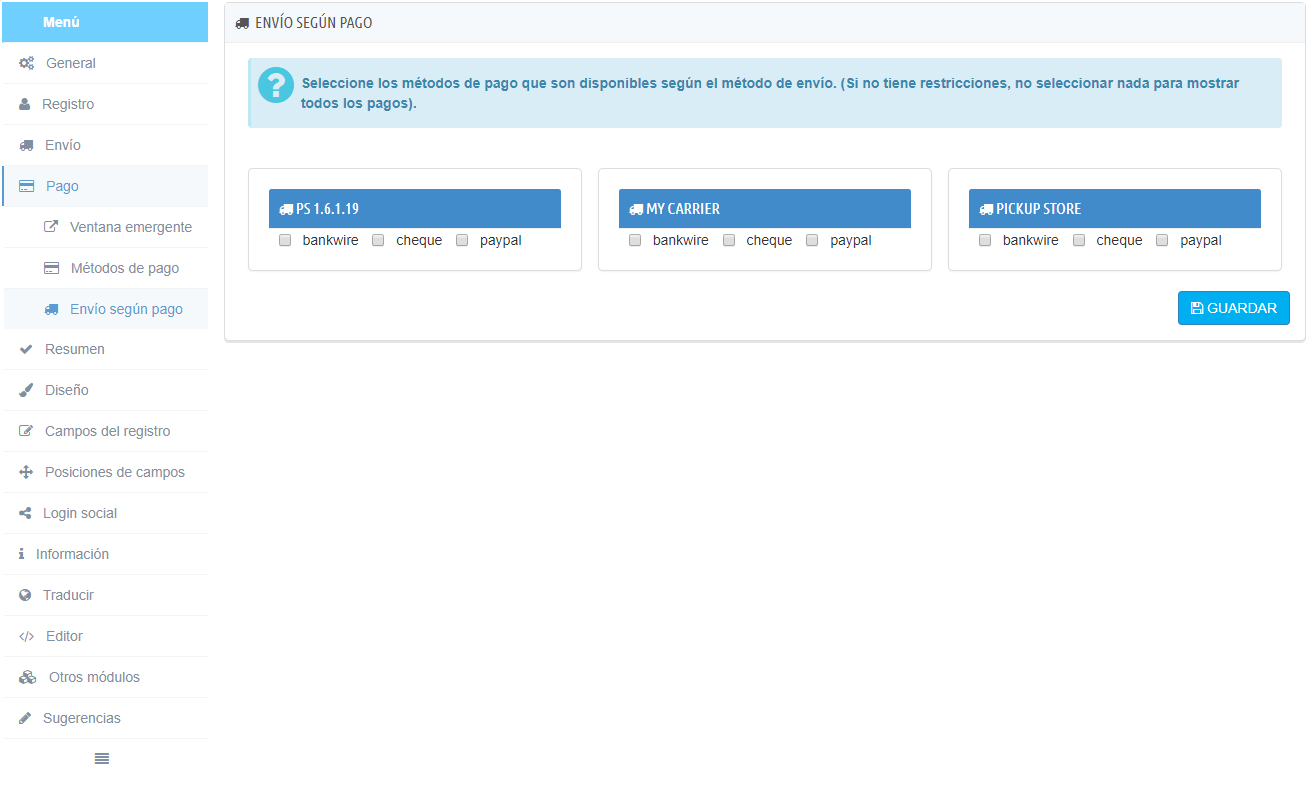 Menú
General
Registro
Envío
Pago
Ventana emergente
Métodos de pago
Envío según pago
Resumen
Diseño
Campos del registro
Posiciones de campos
Login social
Información
Traducir
Editor
Otros módulos
Sugerencias
ENVÍO SEGÚN PAGO
Seleccione los métodos de pago que son disponibles según el método de envío. (Si no tiene restricciones, no seleccionar nada para mostrar
todos los pagos).
PS 1.6.1.19
bankwire cheque paypal
MY CARRIER
bankwire cheque paypal
PICKUP STORE
bankwire cheque paypal
GUARDAR